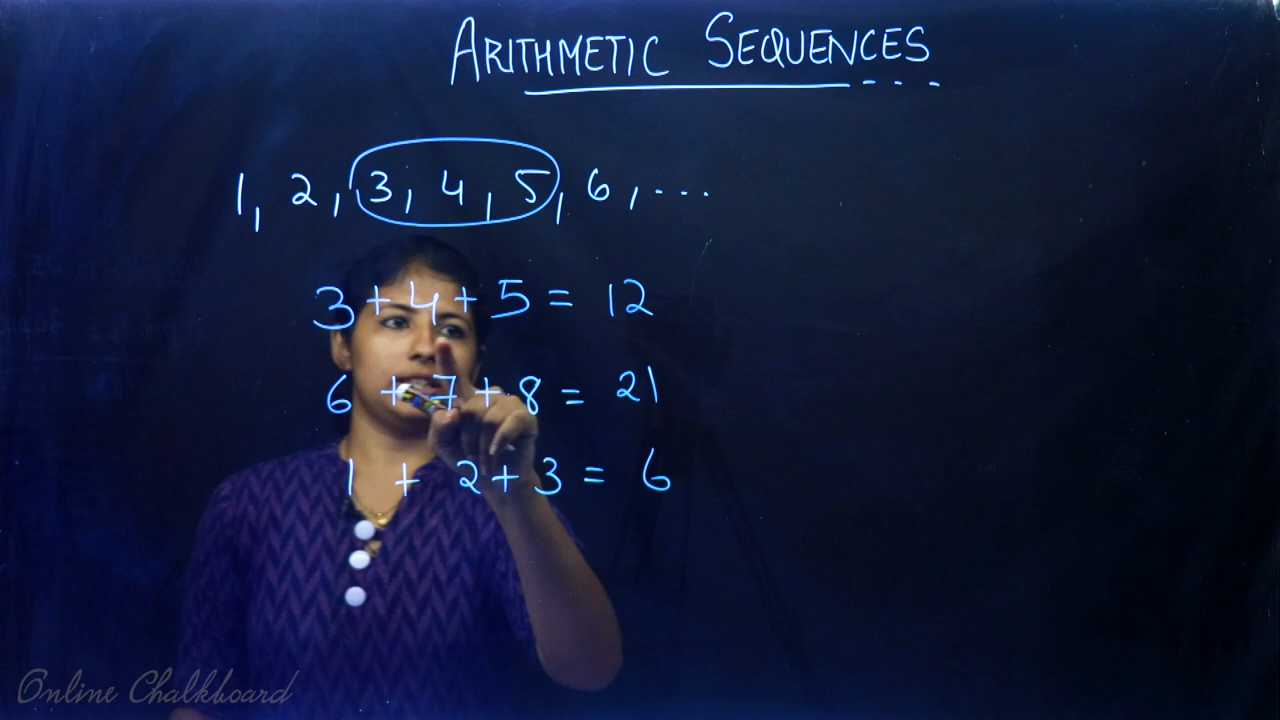 ARITHMETIC SEQUENCES
1, 2, 3, 4, 5, 6, ...
3 + 4 + 5 = 12
6 + 7 + 8 = 21
1 + 2 + 3 = 6
Online Chalkboard